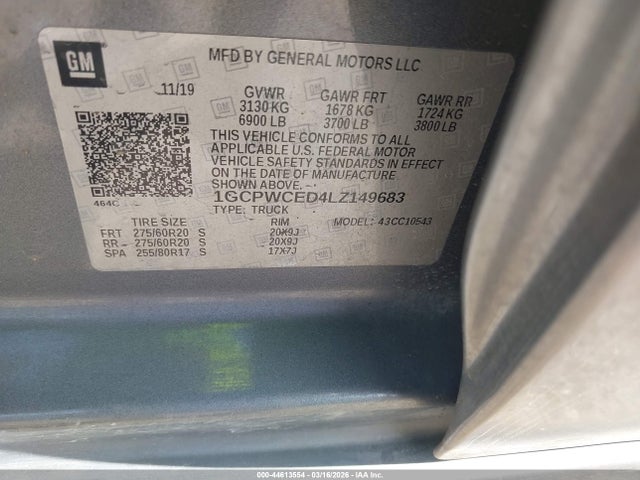 GM
MFD BY GENERAL MOTORS LLC
11/19
GVWR GAWR FRT GAWR RR
3130 KG 1678 KG 1724 KG
6900 LB 3700 LB 3800 LB
THIS VEHICLE CONFORMS TO ALL
APPLICABLE U.S. FEDERAL MOTOR
VEHICLE SAFETY STANDARDS IN EFFECT
ON THE DATE OF MANUFACTURE
SHOWN ABOVE.
1GCPWCED4LZ149683
464C
TYPE: TRUCK MODEL: 43CC10543
TIRE SIZE RIM
FRT 275/60R20 S 20X9J
RR 275/60R20 S 20X9J
SPA 255/80R17 S 17X7J
000-44613554 - 03/16/2026 - IAAI.COM